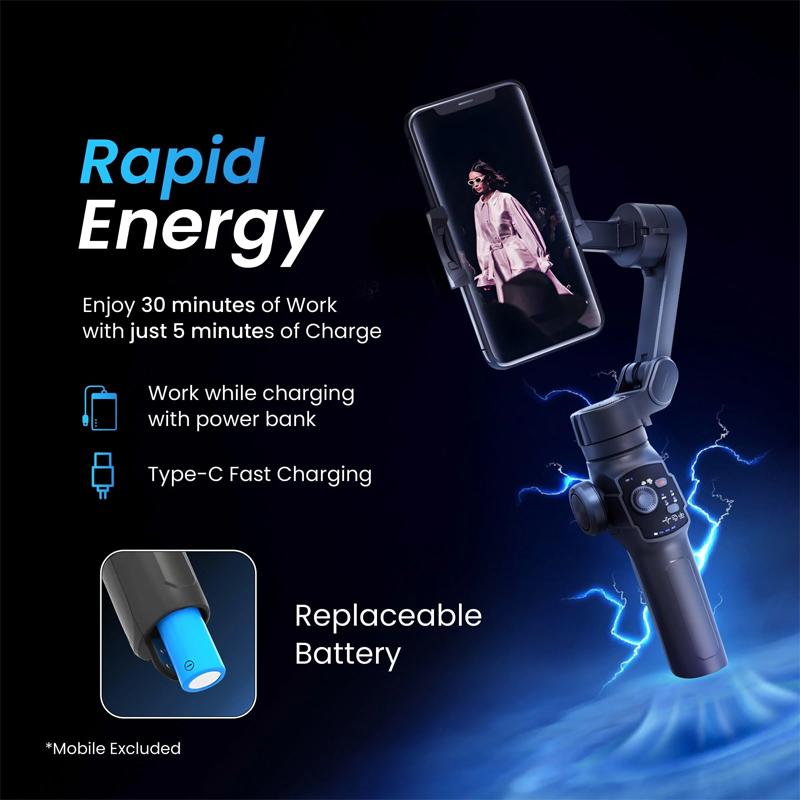 Rapid
Energy
Enjoy 30 minutes of Work
with just 5 minutes of Charge
Work while charging
with power bank
Type-C Fast Charging
Replaceable
Battery
*Mobile Excluded